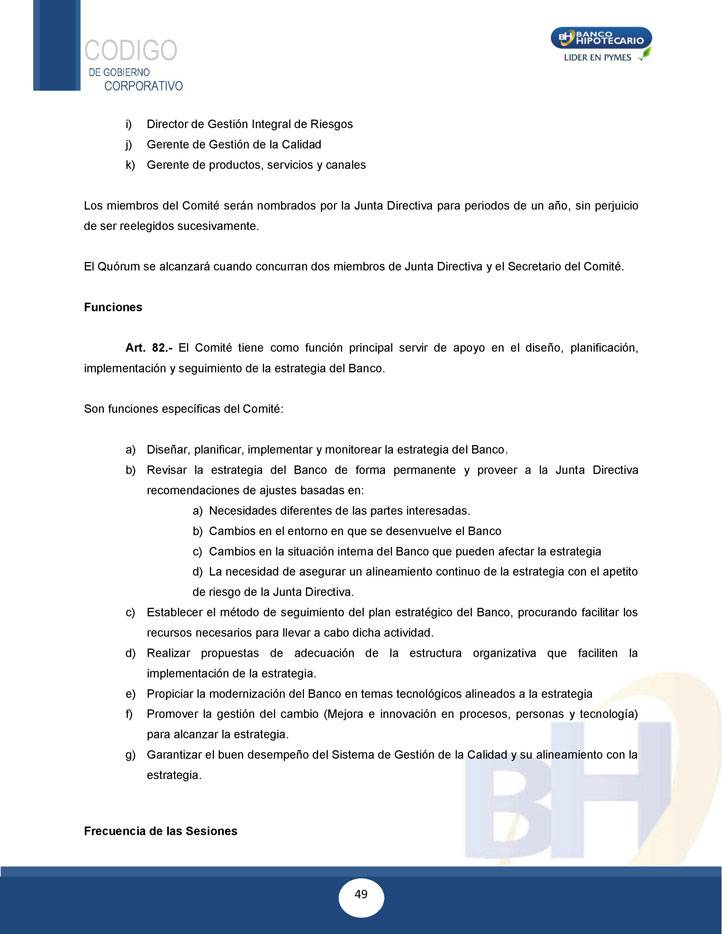 CODIGO
DE GOBIERNO
CORPORATIVO
BH BANCO
HIPOTECARIO
LIDER EN PYMES
i) Director de Gestión Integral de Riesgos
j) Gerente de Gestión de la Calidad
k) Gerente de productos, servicios y canales
Los miembros del Comité serán nombrados por la Junta Directiva para periodos de un año, sin perjuicio
de ser reelegidos sucesivamente.
El Quórum se alcanzará cuando concurran dos miembros de Junta Directiva y el Secretario del Comité.
Funciones
Art. 82.- El Comité tiene como función principal servir de apoyo en el diseño, planificación,
implementación y seguimiento de la estrategia del Banco.
Son funciones específicas del Comité:
a) Diseñar, planificar, implementar y monitorear la estrategia del Banco.
b) Revisar la estrategia del Banco de forma permanente y proveer a la Junta Directiva
recomendaciones de ajustes basadas en:
a) Necesidades diferentes de las partes interesadas.
b) Cambios en el entorno en que se desenvuelve el Banco
c) Cambios en la situación interna del Banco que pueden afectar la estrategia
d) La necesidad de asegurar un alineamiento continuo de la estrategia con el apetito
de riesgo de la Junta Directiva.
c) Establecer el método de seguimiento del plan estratégico del Banco, procurando facilitar los
recursos necesarios para llevar a cabo dicha actividad.
d) Realizar propuestas de adecuación de la estructura organizativa que faciliten la
implementación de la estrategia.
e) Propiciar la modernización del Banco en temas tecnológicos alineados a la estrategia
f) Promover la gestión del cambio (Mejora e innovación en procesos, personas y tecnología)
para alcanzar la estrategia.
g) Garantizar el buen desempeño del Sistema de Gestión de la Calidad y su alineamiento con la
estrategia.
Frecuencia de las Sesiones
BH
49